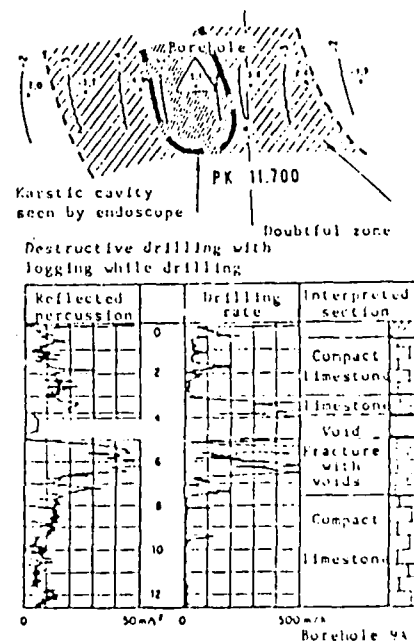 Borehole
PK 11.700
Karstic cavity
seen by endoscope
Doubtful zone
Destructive drilling with
logging while drilling
Reflected
percussion
Drilling
rate
Interpreted
section
0
2
4
6
8
10
12
Compact
limestone
limestone
Void
Fracture
with
voids
Compact
limestone
0
50
0
500 m/h
Borehole